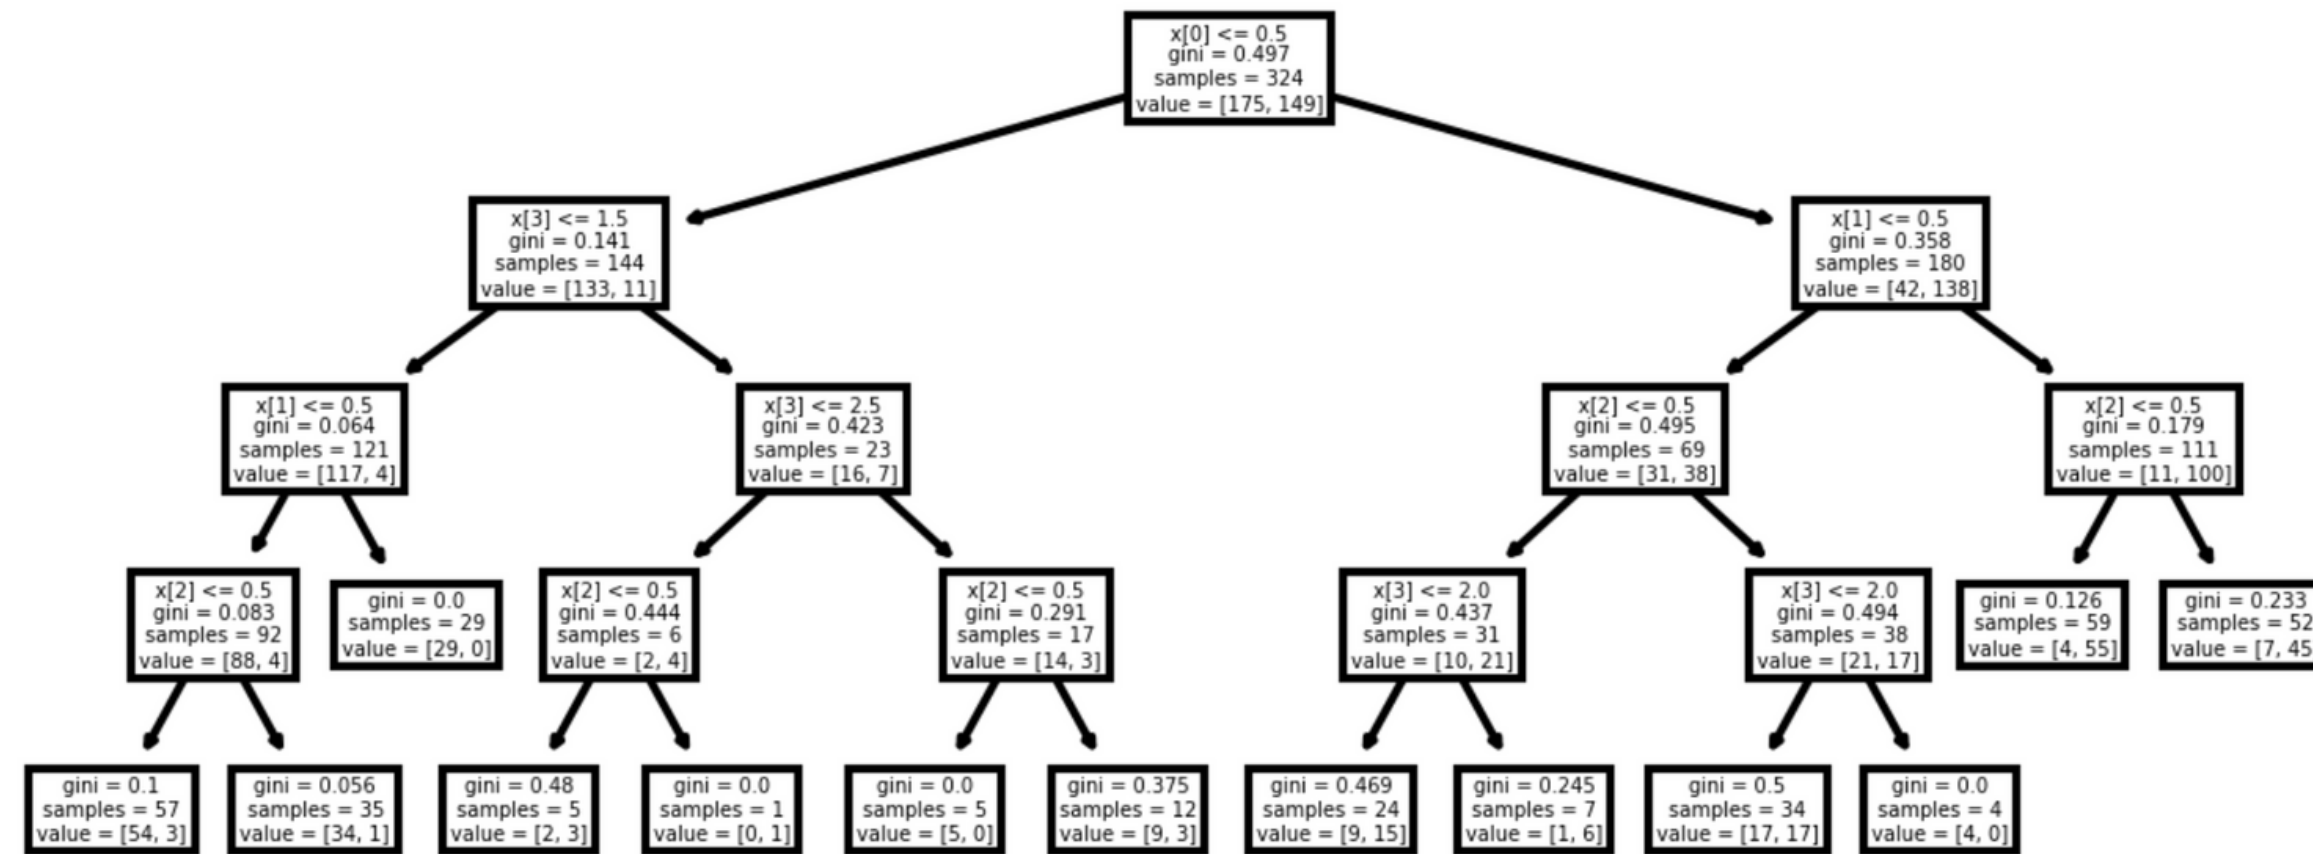 x[0] <= 0.5
gini = 0.497
samples = 324
value = [175, 149]
x[3] <= 1.5
gini = 0.141
samples = 144
value = [133, 11]
x[1] <= 0.5
gini = 0.358
samples = 180
value = [42, 138]
x[1] <= 0.5
gini = 0.064
samples = 121
value = [117, 4]
x[3] <= 2.5
gini = 0.423
samples = 23
value = [16, 7]
x[2] <= 0.5
gini = 0.495
samples = 69
value = [31, 38]
x[2] <= 0.5
gini = 0.179
samples = 111
value = [11, 100]
x[2] <= 0.5
gini = 0.083
samples = 92
value = [88, 4]
gini = 0.0
samples = 29
value = [29, 0]
x[2] <= 0.5
gini = 0.444
samples = 6
value = [2, 4]
x[2] <= 0.5
gini = 0.291
samples = 17
value = [14, 3]
x[3] <= 2.0
gini = 0.437
samples = 31
value = [10, 21]
x[3] <= 2.0
gini = 0.494
samples = 38
value = [21, 17]
gini = 0.126
samples = 59
value = [4, 55]
gini = 0.233
samples = 52
value = [7, 45
gini = 0.1
samples = 57
value = [54, 3]
gini = 0.056
samples = 35
value = [34, 1]
gini = 0.48
samples = 5
value = [2, 3]
gini = 0.0
samples = 1
value = [0, 1]
gini = 0.0
samples = 5
value = [5, 0]
gini = 0.375
samples = 12
value = [9, 3]
gini = 0.469
samples = 24
value = [9, 15]
gini = 0.245
samples = 7
value = [1, 6]
gini = 0.5
samples = 34
value = [17, 17]
gini = 0.0
samples = 4
value = [4, 0]